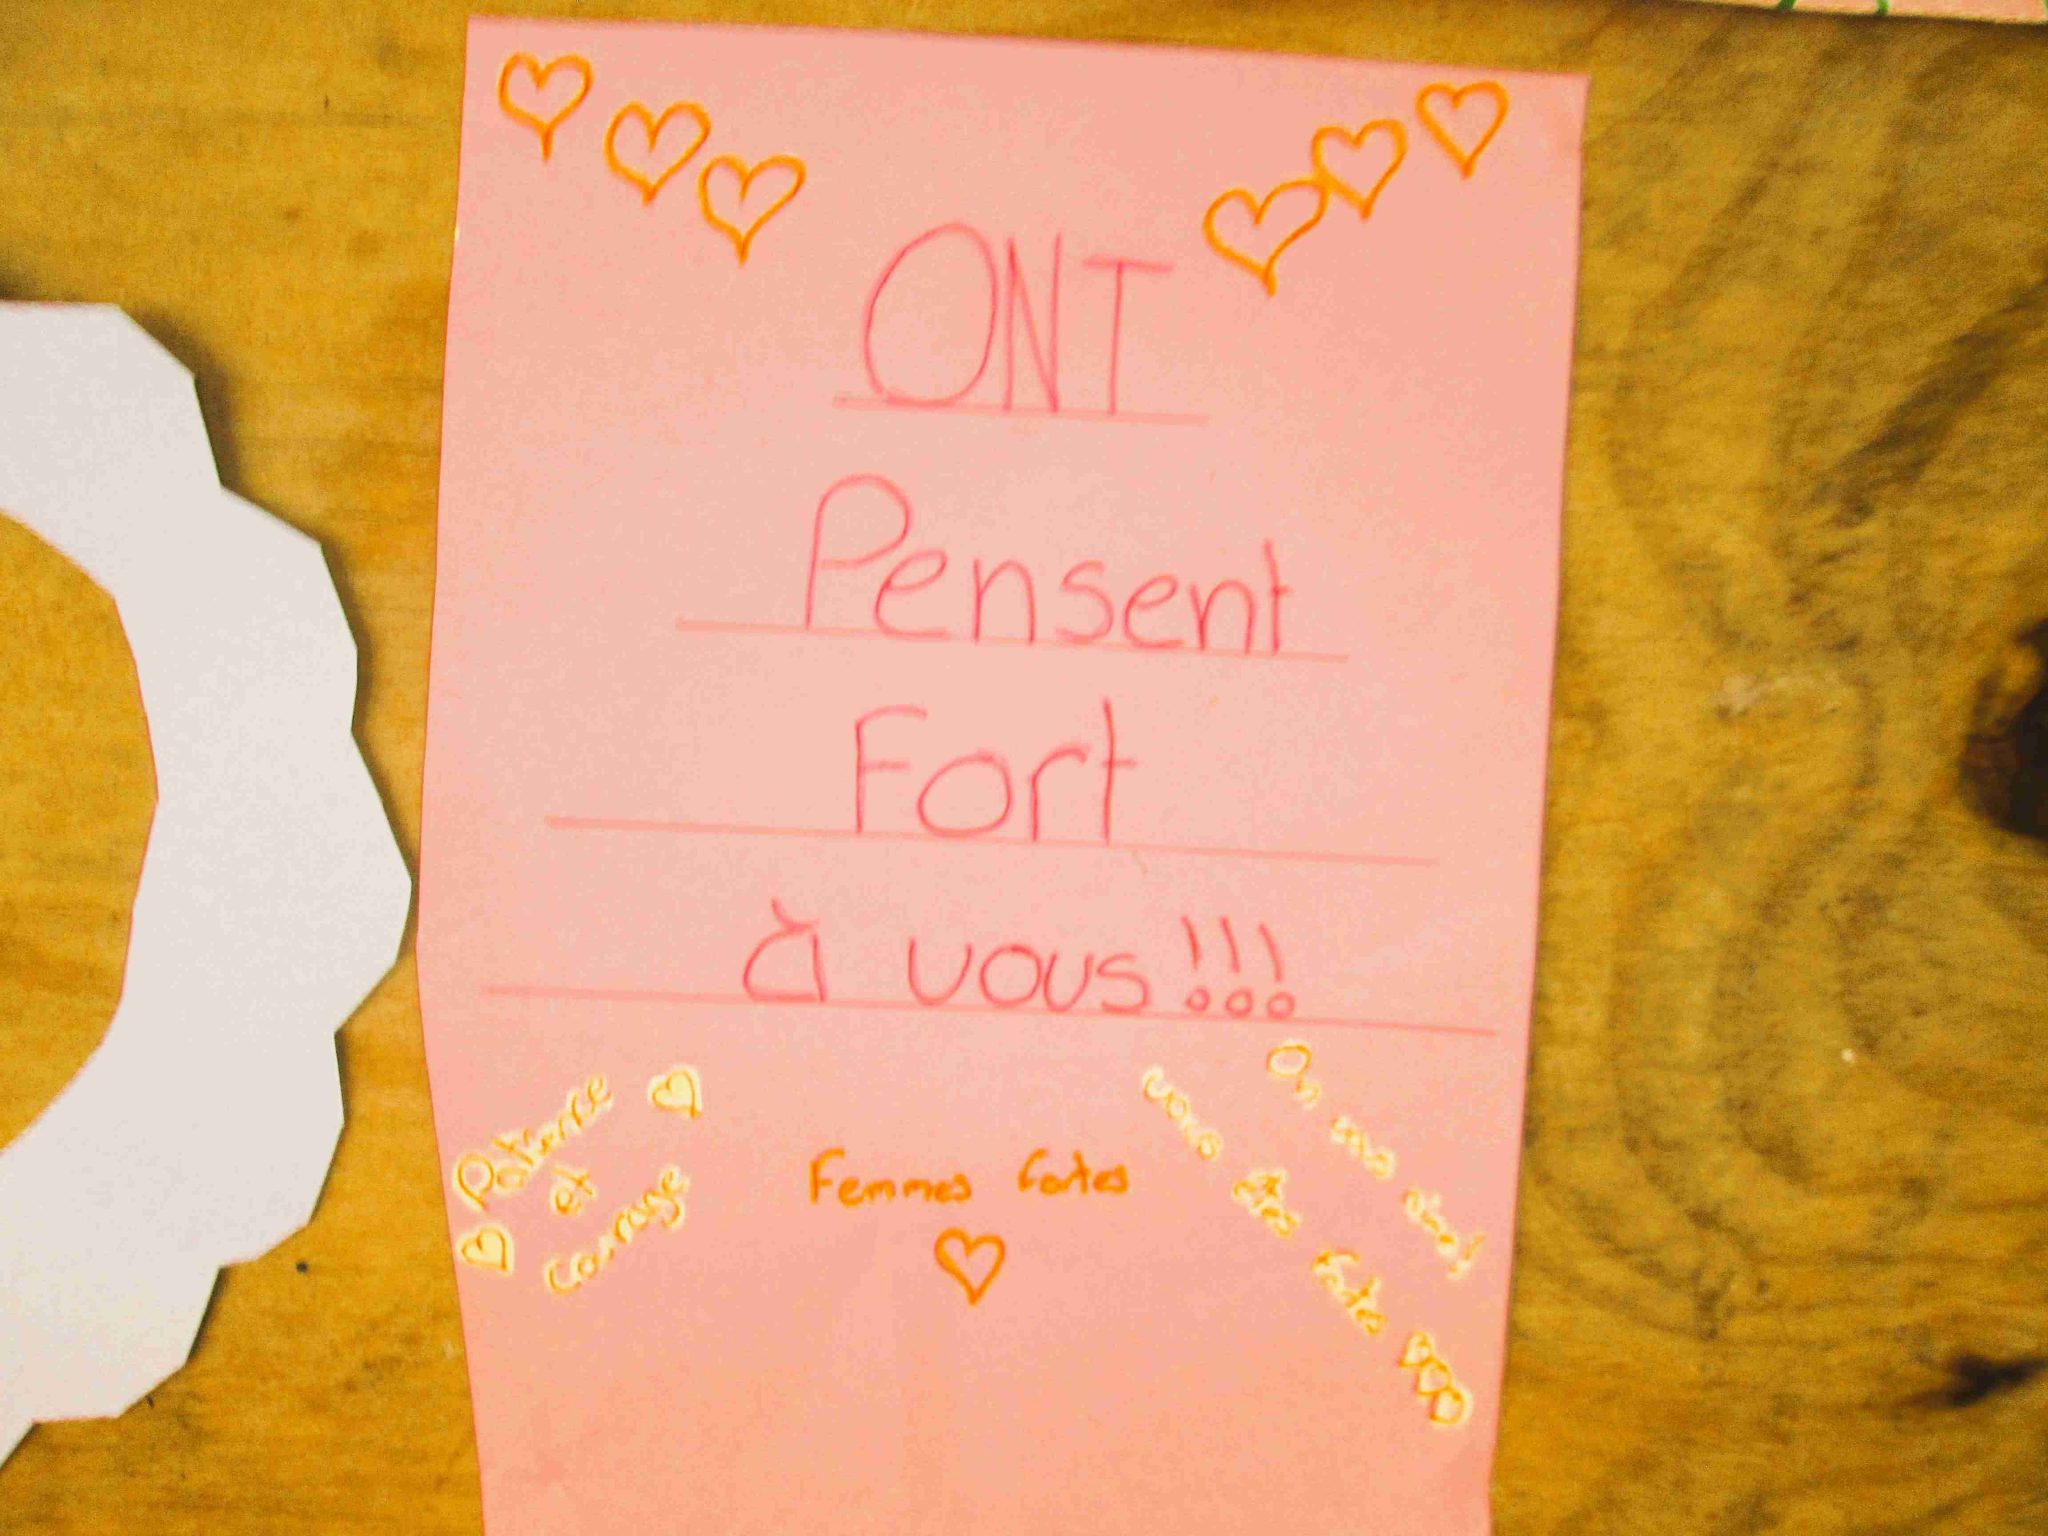 ONT
Pensent
Fort
à vous!!!
Patience
et
courage
Femmes fortes
On vous aime!
vous êtes fortes